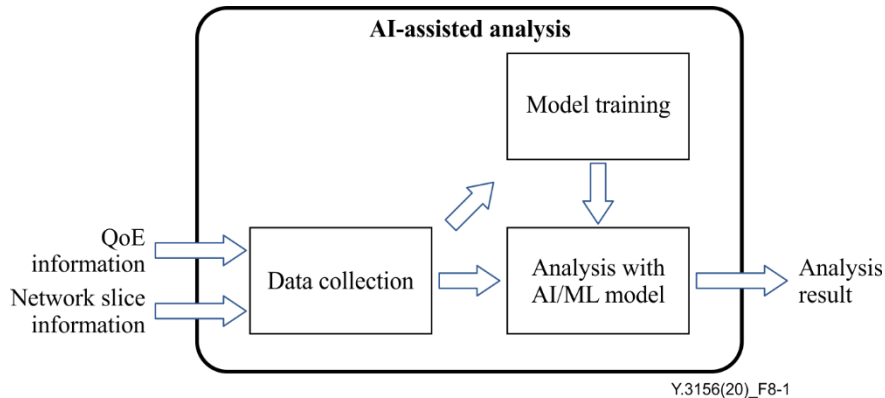 AI-assisted analysis
Model training
QoE
information
Network slice
information
Data collection
Analysis with
AI/ML model
Analysis
result
Y.3156(20)_F8-1